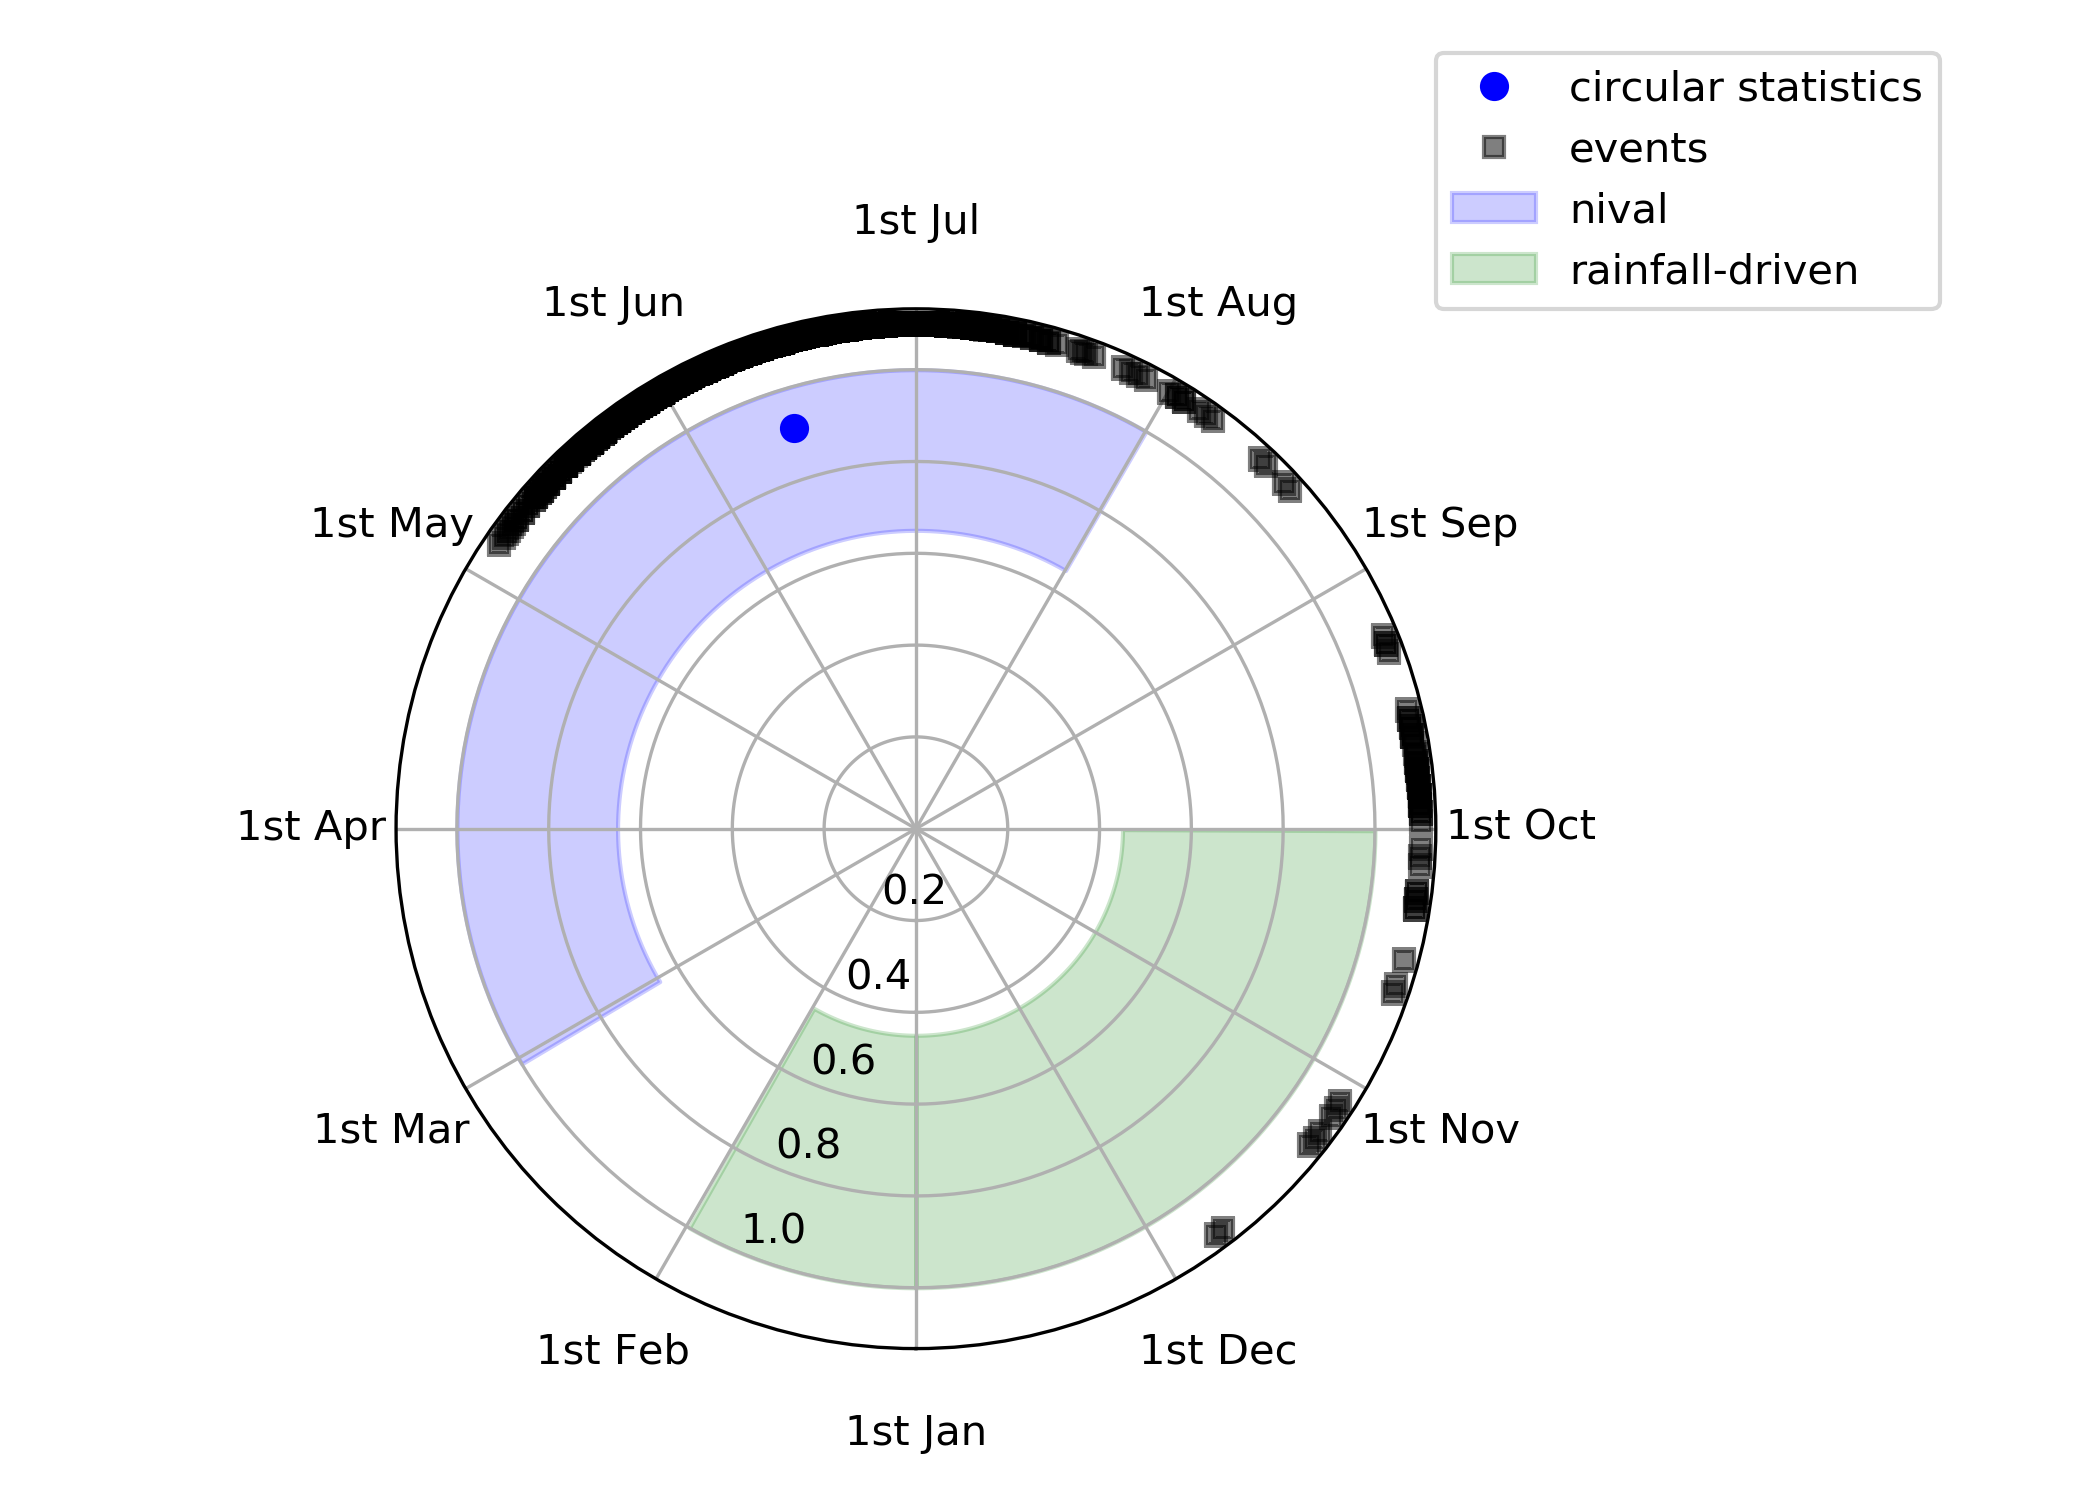 circular statistics
events
nival
rainfall-driven
1st Jul
1st Jun
1st Aug
1st May
1st Sep
1st Apr
1st Oct
0.2
0.4
0.6
0.8
1.0
1st Mar
1st Nov
1st Feb
1st Dec
1st Jan